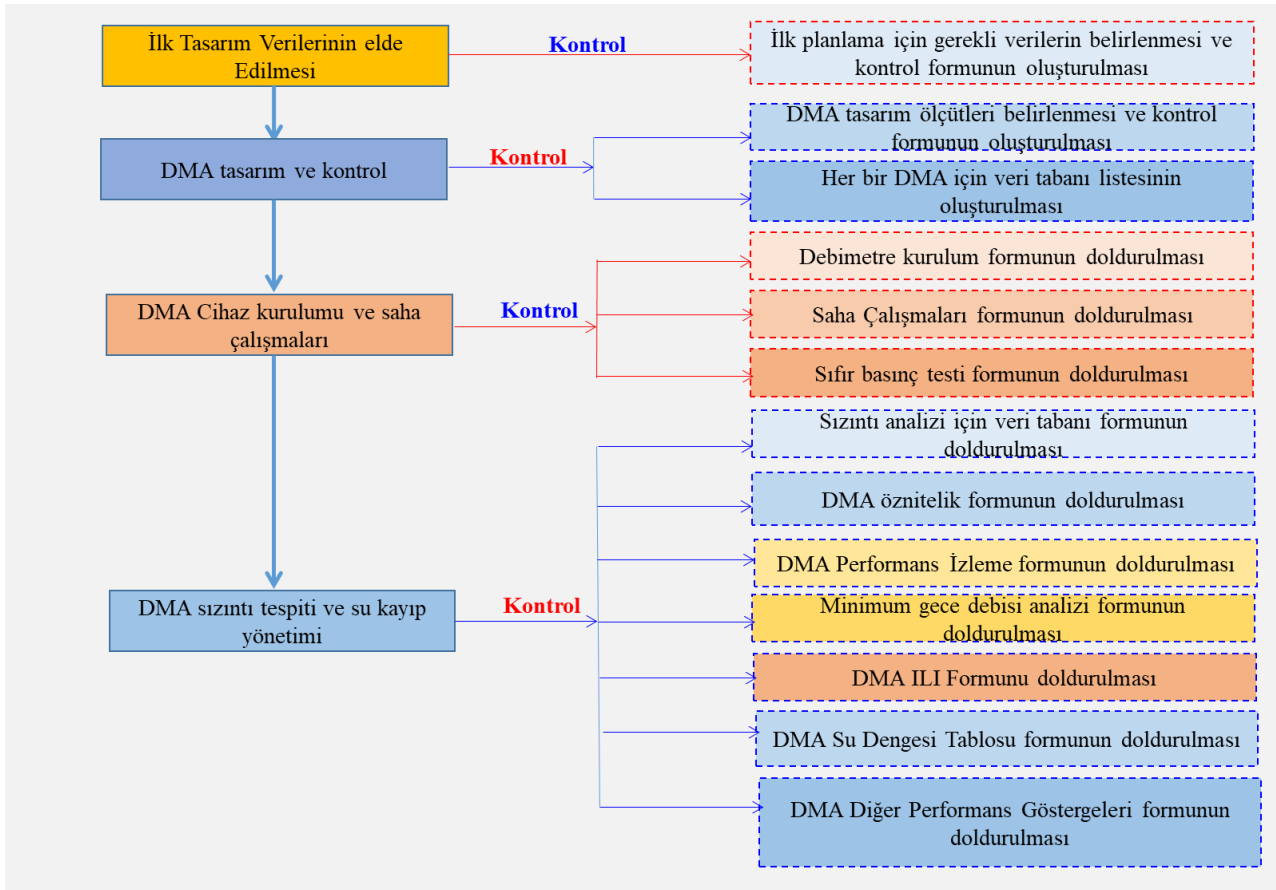 İlk Tasarım Verilerinin elde
Edilmesi
Kontrol
İlk planlama için gerekli verilerin belirlenmesi ve
kontrol formunun oluşturulması
DMA tasarım ve kontrol
Kontrol
DMA tasarım ölçütleri belirlenmesi ve kontrol
formunun oluşturulması
Her bir DMA için veri tabanı listesinin
oluşturulması
DMA Cihaz kurulumu ve saha
çalışmaları
Kontrol
Debimetre kurulum formunun doldurulması
Saha Çalışmaları formunun doldurulması
Sıfır basınç testi formunun doldurulması
DMA sızıntı tespiti ve su kayıp
yönetimi
Kontrol
Sızıntı analizi için veri tabanı formunun
doldurulması
DMA öznitelik formunun doldurulması
DMA Performans İzleme formunun doldurulması
Minimum gece debisi analizi formunun
doldurulması
DMA ILI Formunu doldurulması
DMA Su Dengesi Tablosu formunun doldurulması
DMA Diğer Performans Göstergeleri formunun
doldurulması